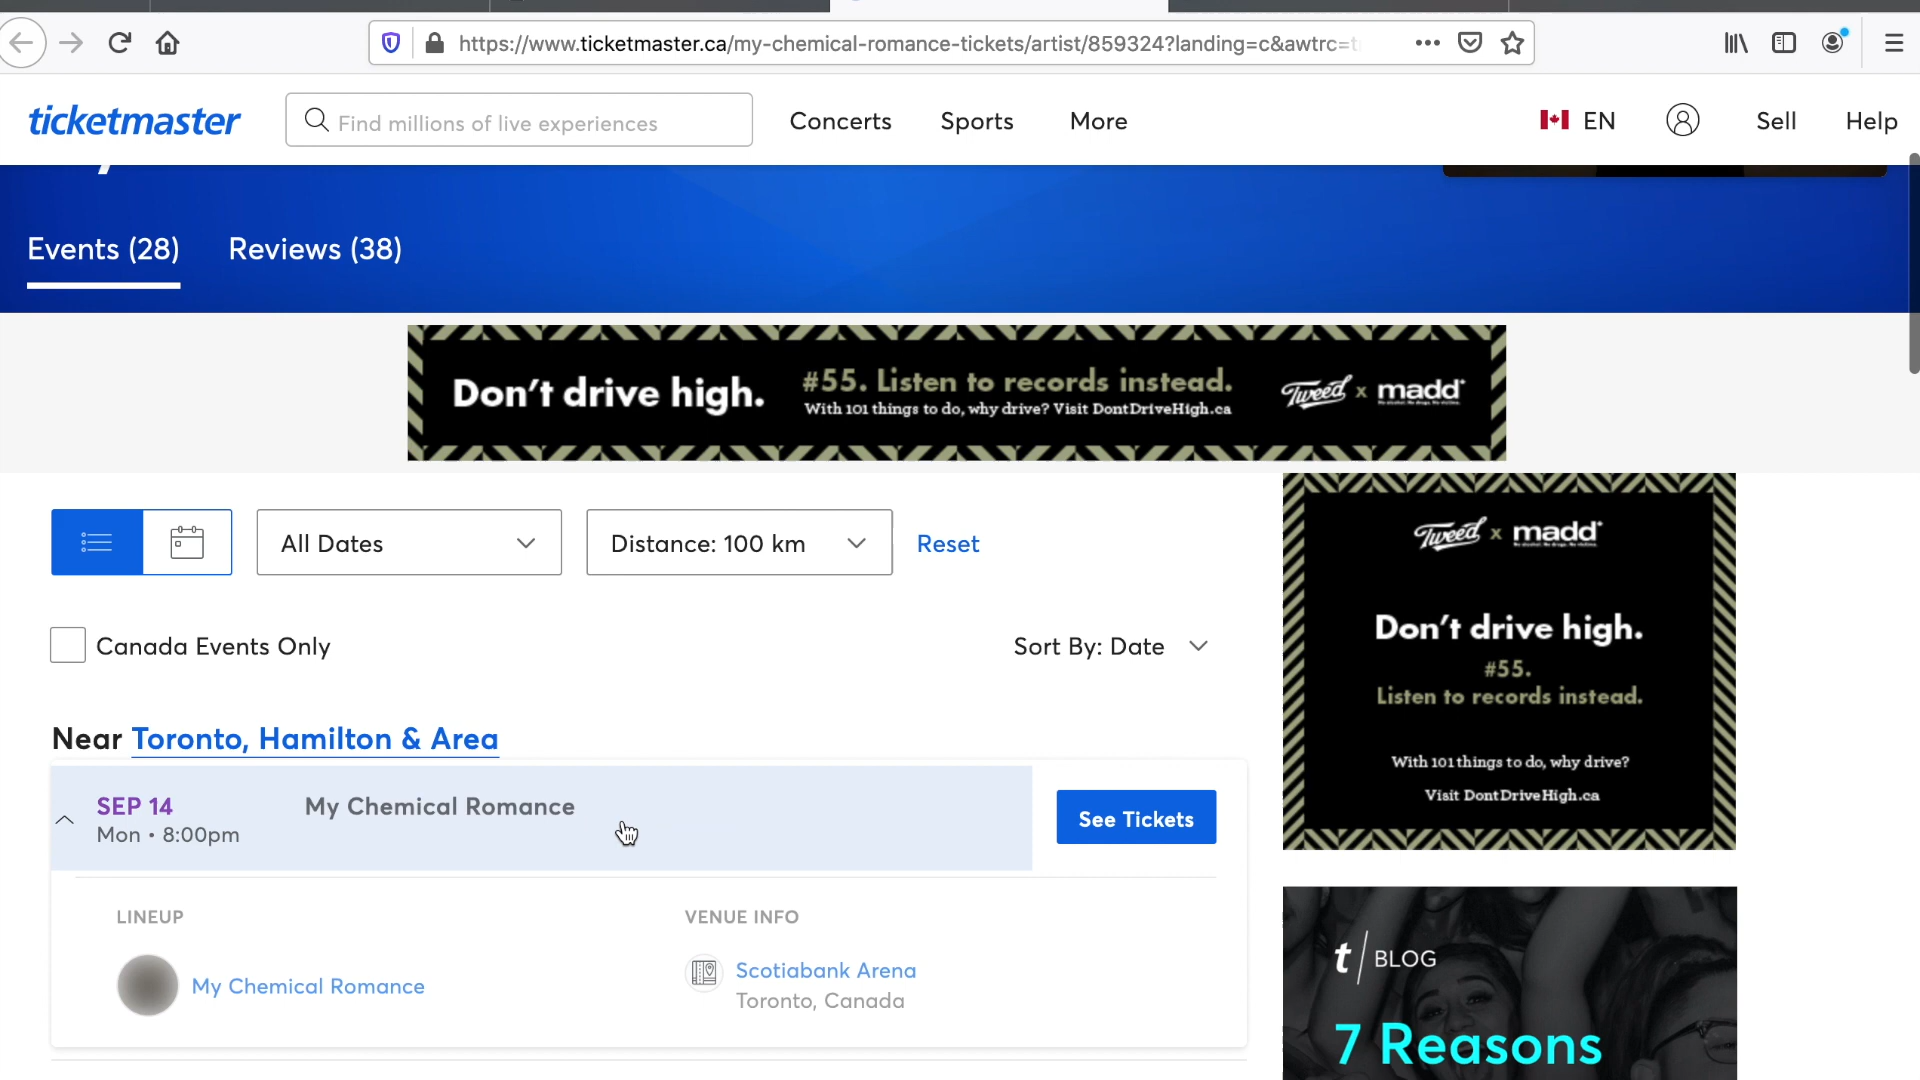 https://www.ticketmaster.ca/my-chemical-romance-tickets/artist/859324?landing=c&awtrc=t
ticketmaster
Find millions of live experiences
Concerts
Sports
More
EN
Sell
Help
Events (28)
Reviews (38)
Don't drive high.
#55. Listen to records instead.
With 101 things to do, why drive? Visit DontDriveHigh.ca
Tweed x madd
All Dates
Distance: 100 km
Reset
Canada Events Only
Sort By: Date
Tweed x madd
Don't drive high.
#55.
Listen to records instead.
With 101 things to do, why drive?
Visit DontDriveHigh.ca
Near Toronto, Hamilton & Area
SEP 14
Mon • 8:00pm
My Chemical Romance
See Tickets
LINEUP
My Chemical Romance
VENUE INFO
Scotiabank Arena
Toronto, Canada
t/BLOG
7 Reasons